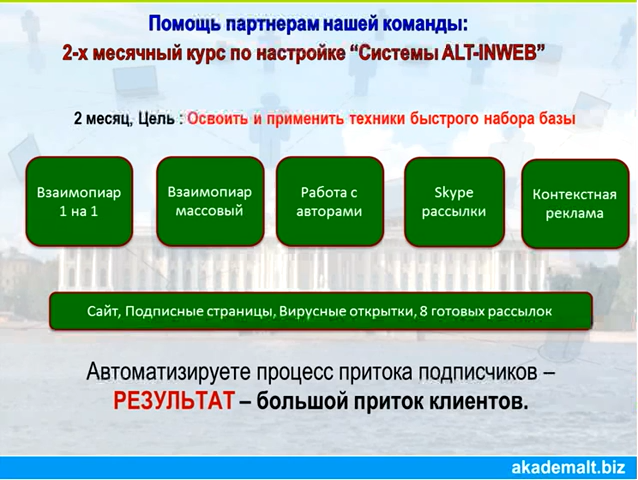 Помощь партнерам нашей команды:
2-х месячный курс по настройке “Системы ALT-INWEB”
2 месяц, Цель : Освоить и применить техники быстрого набора базы
Взаимопиар
1 на 1
Взаимопиар
массовый
Работа с
авторами
Skype
рассылки
Контекстная
реклама
Сайт, Подписные страницы, Вирусные открытки, 8 готовых рассылок
Автоматизируете процесс притока подписчиков –
РЕЗУЛЬТАТ – большой приток клиентов.
akademalt.biz